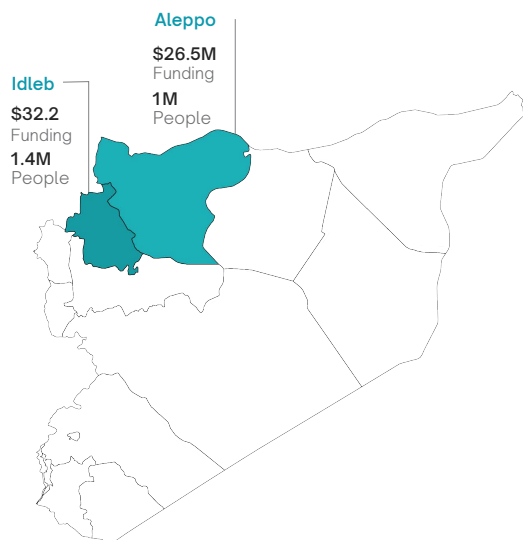 Aleppo
$26.5M
Funding
1M
People
Idleb
$32.2
Funding
1.4M
People